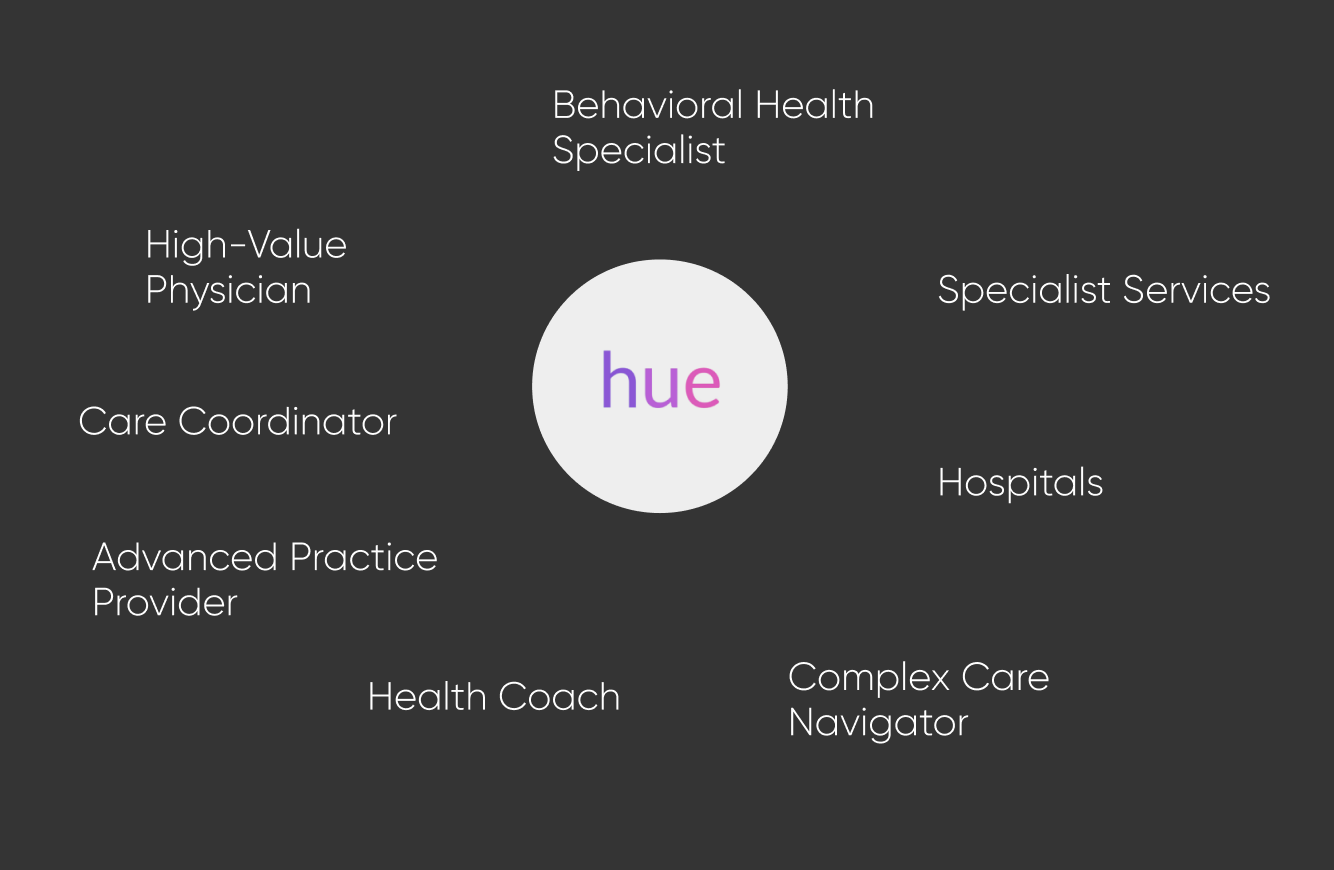 Behavioral Health
Specialist
High-Value
Physician
Specialist Services
hue
Care Coordinator
Hospitals
Advanced Practice
Provider
Health Coach
Complex Care
Navigator